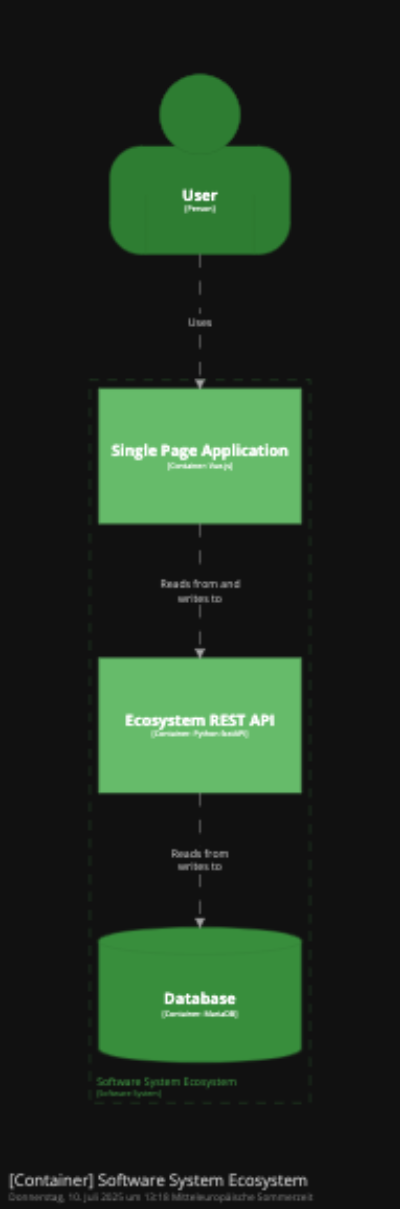 User
[Person]
Uses
Single Page Application
[Container: Vue.js]
Reads from and
writes to
Ecosystem REST API
[Container: Python fastAPI]
Reads from
writes to
Database
[Container: MariaDB]
Software System Ecosystem
[Software System]
[Container] Software System Ecosystem
Donnerstag, 10. Juli 2025 um 13:18 Mitteleuropäische Sommerzeit